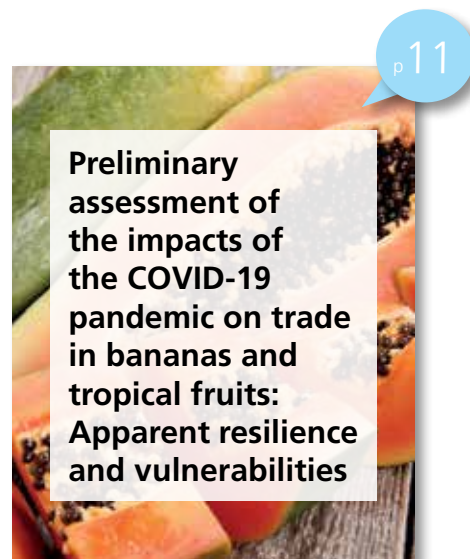 p11
Preliminary
assessment of
the impacts of
the COVID-19
pandemic on trade
in bananas and
tropical fruits:
Apparent resilience
and vulnerabilities